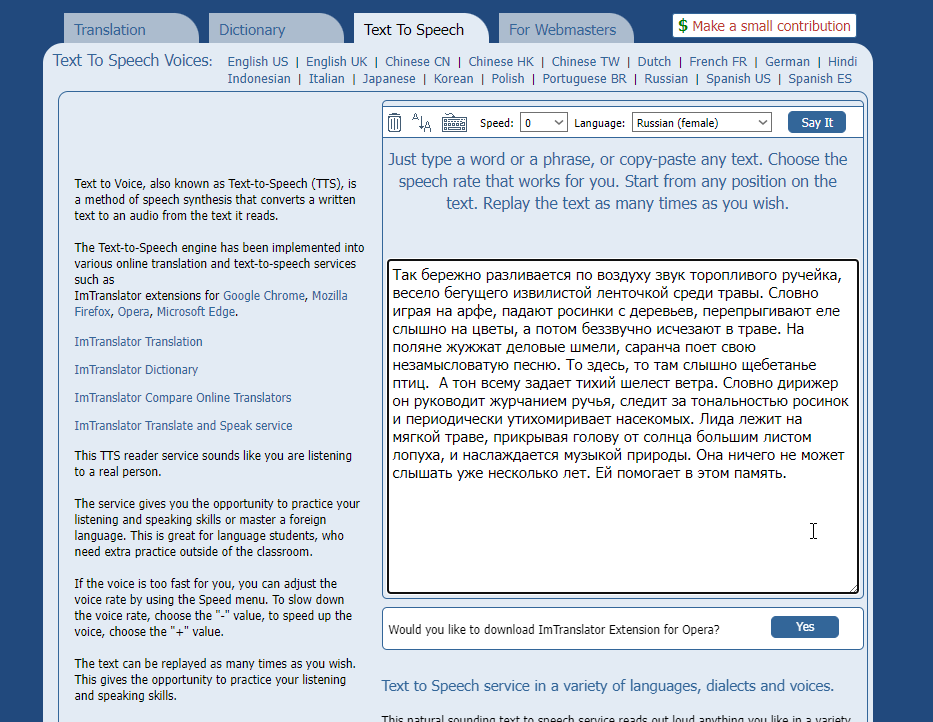 Translation
Dictionary
Text To Speech
For Webmasters
$ Make a small contribution
Text To Speech Voices: English US | English UK | Chinese CN | Chinese HK | Chinese TW | Dutch | French FR | German | Hindi
Indonesian | Italian | Japanese | Korean | Polish | Portuguese BR | Russian | Spanish US | Spanish ES
Text to Voice, also known as Text-to-Speech (TTS), is
a method of speech synthesis that converts a written
text to an audio from the text it reads.
The Text-to-Speech engine has been implemented into
various online translation and text-to-speech services
such as
ImTranslator extensions for Google Chrome, Mozilla
Firefox, Opera, Microsoft Edge.
ImTranslator Translation
ImTranslator Dictionary
ImTranslator Compare Online Translators
ImTranslator Translate and Speak service
This TTS reader service sounds like you are listening
to a real person.
The service gives you the opportunity to practice your
listening and speaking skills or master a foreign
language. This is great for language students, who
need extra practice outside of the classroom.
If the voice is too fast for you, you can adjust the
voice rate by using the Speed menu. To slow down
the voice rate, choose the "-" value, to speed up the
voice, choose the "+" value.
The text can be replayed as many times as you wish.
This gives the opportunity to practice your listening
and speaking skills.
Speed: 0 Language: Russian (female) Say It
Just type a word or a phrase, or copy-paste any text. Choose the
speech rate that works for you. Start from any position on the
text. Replay the text as many times as you wish.
Так бережно разливается по воздуху звук торопливого ручейка,
весело бегущего извилистой ленточкой среди травы. Словно
играя на арфе, падают росинки с деревьев, перепрыгивают еле
слышно на цветы, а потом беззвучно исчезают в траве. На
поляне жужжат деловые шмели, саранча поет свою
незамысловатую песню. То здесь, то там слышно щебетанье
птиц.  А тон всему задает тихий шелест ветра. Словно дирижер
он руководит журчанием ручья, следит за тональностью росинок
и периодически утихомиривает насекомых. Лида лежит на
мягкой траве, прикрывая голову от солнца большим листом
лопуха, и наслаждается музыкой природы. Она ничего не может
слышать уже несколько лет. Ей помогает в этом память.
Would you like to download ImTranslator Extension for Opera? Yes
Text to Speech service in a variety of languages, dialects and voices.
This natural sounding text to speech service reads out loud anything you like in a variety